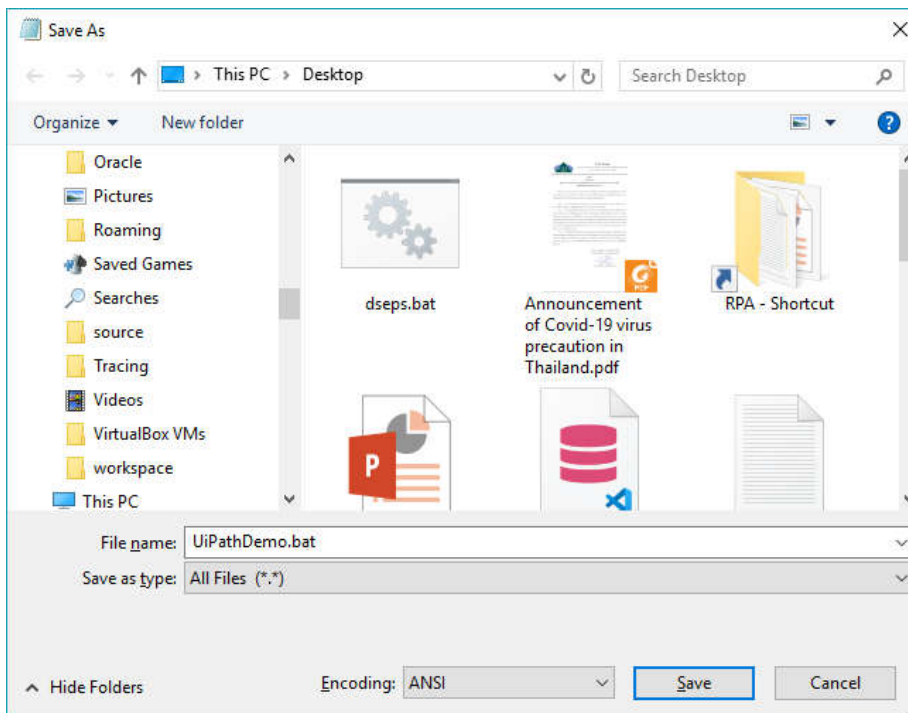 Save As
This PC > Desktop
Search Desktop
Organize
New folder
Oracle
Pictures
Roaming
Saved Games
Searches
source
Tracing
Videos
VirtualBox VMs
workspace
This PC
dseps.bat
PDF
Announcement
of Covid-19 virus
precaution in
Thailand.pdf
RPA - Shortcut
P
File name: UiPathDemo.bat
Save as type: All Files (*.*)
Hide Folders
Encoding: ANSI
Save
Cancel